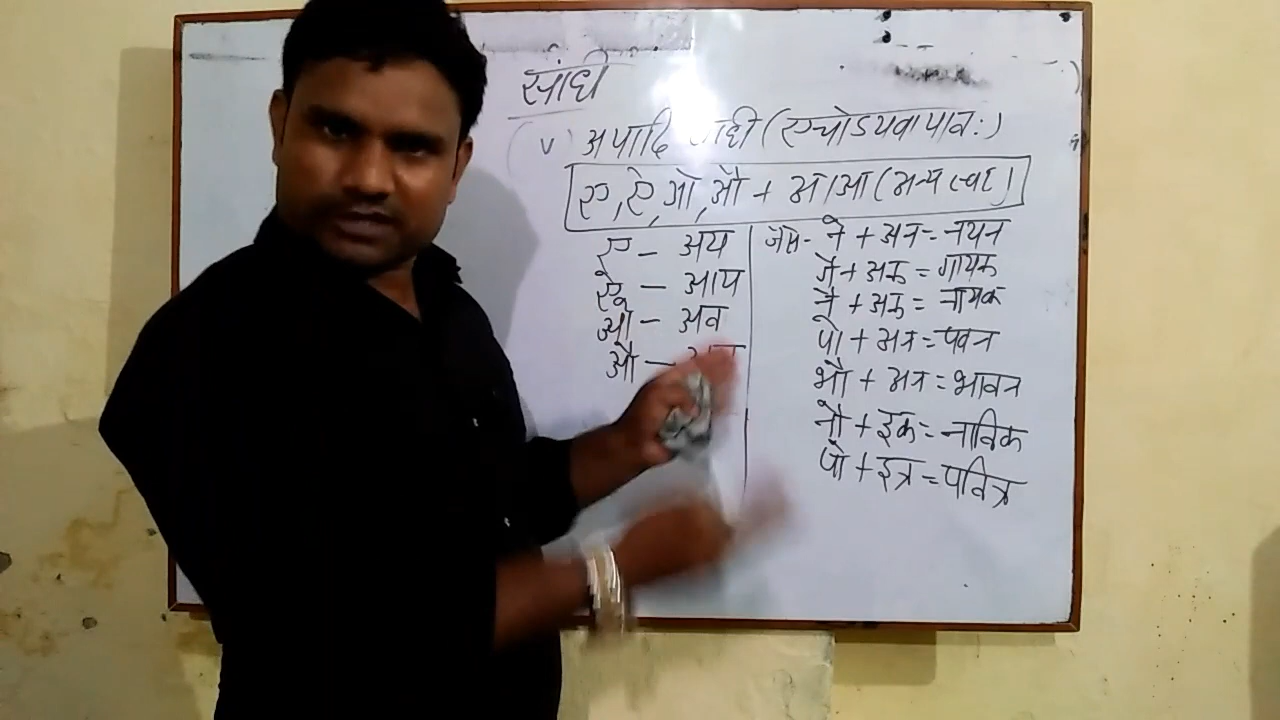 संधी
(v) अयादि संधी (एचोडयवायावः)
ए, ऐ, ओ, औ + अ/आ (अन्य स्वर)
ए - अय
ऐ - आय
ओ - अव
औ -
जैसे - ने + अन = नयन
गै + अक = गायक
नै + अक = नायक
पो + अन = पवन
भौ + अन = भावन
नौ + इक = नाविक
पो + इत्र = पवित्र